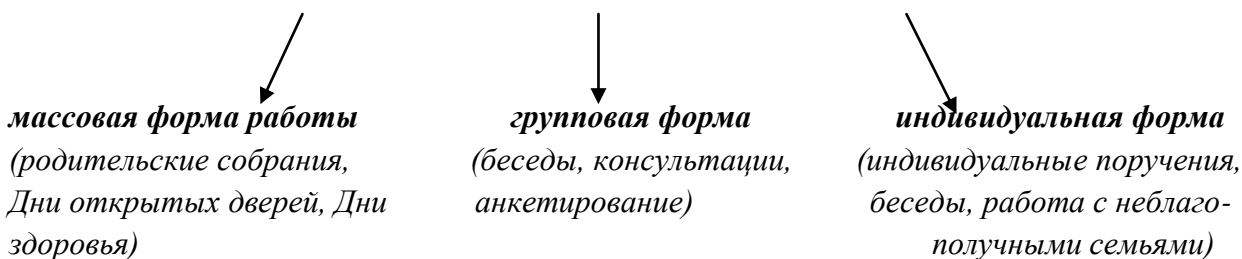 массовая форма работы групповая форма индивидуальная форма
(родительские собрания, (беседы, консультации, (индивидуальные поручения,
Дни открытых дверей, Дни анкетирование) беседы, работа с неблаго-
здоровья) получными семьями)